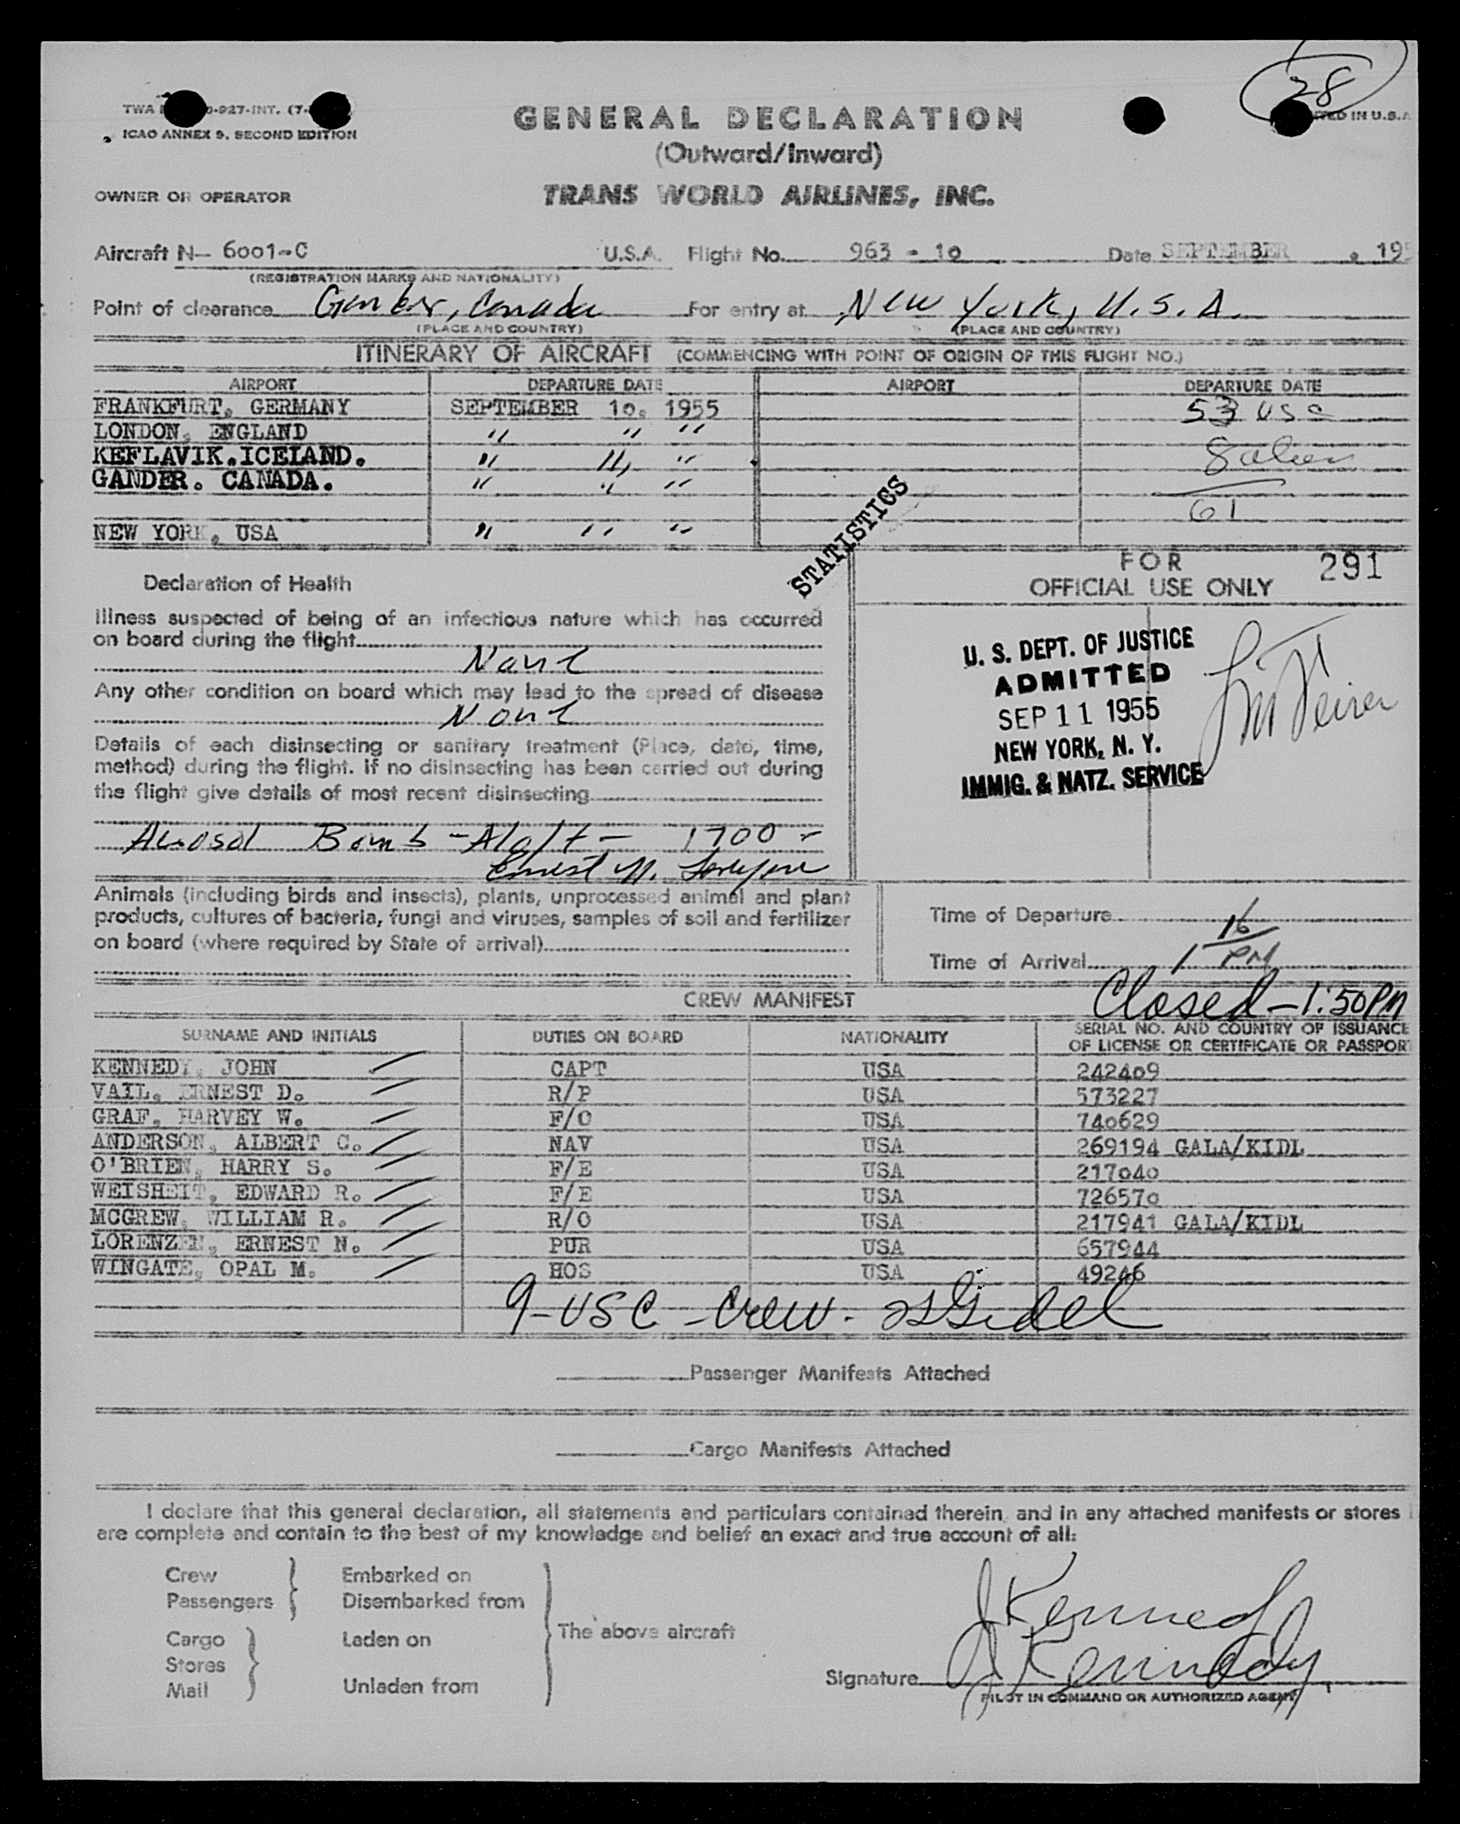 28
TWA 0-927-INT. (7-
ICAO ANNEX 9, SECOND EDITION
GENERAL DECLARATION
(Outward/Inward)
TED IN U.S.A
OWNER OR OPERATOR
TRANS WORLD AIRLINES, INC.
Aircraft N— 6001-C U.S.A. Flight No. 963 - 10 Date SEPTEMBER , 195
(REGISTRATION MARKS AND NATIONALITY)
Point of clearance Gander, Canada For entry at New York, U.S.A.
(PLACE AND COUNTRY) (PLACE AND COUNTRY)
ITINERARY OF AIRCRAFT (COMMENCING WITH POINT OF ORIGIN OF THIS FLIGHT NO.)
AIRPORT DEPARTURE DATE AIRPORT DEPARTURE DATE
FRANKFURT, GERMANY SEPTEMBER 10, 1955 53 USC
LONDON, ENGLAND " " "
KEFLAVIK.ICELAND. " 11, " 8 alien
GANDER. CANADA. " " "
61
NEW YORK, USA " " "
STATISTICS
FOR
OFFICIAL USE ONLY 291
Declaration of Health
Illness suspected of being of an infectious nature which has occurred
on board during the flight
None
Any other condition on board which may lead to the spread of disease
None
Details of each disinsecting or sanitary treatment (Place, date, time,
method) during the flight. If no disinsecting has been carried out during
the flight give details of most recent disinsecting
Aerosol Bomb - Aloft - 1700
Ernest N.
U. S. DEPT. OF JUSTICE
ADMITTED
SEP 11 1955
NEW YORK, N. Y.
IMMIG. & NATZ. SERVICE
Animals (including birds and insects), plants, unprocessed animal and plant
products, cultures of bacteria, fungi and viruses, samples of soil and fertilizer
on board (where required by State of arrival)
Time of Departure
Time of Arrival 1 16 PM
Closed - 1:50 PM
CREW MANIFEST
SURNAME AND INITIALS DUTIES ON BOARD NATIONALITY SERIAL NO. AND COUNTRY OF ISSUANCE
OF LICENSE OR CERTIFICATE OR PASSPORT
KENNEDY, JOHN CAPT USA 242409
VAIL, ERNEST D. R/P USA 573227
GRAF, HARVEY W. F/O USA 740629
ANDERSON, ALBERT C. NAV USA 269194 GALA/KIDL
O'BRIEN, HARRY S. F/E USA 217040
WEISHEIT, EDWARD R. F/E USA 726570
MCGREW, WILLIAM R. R/O USA 217941 GALA/KIDL
LORENZEN, ERNEST N. PUR USA 657944
WINGATE, OPAL M. HOS USA 49246
9-USC - Crew -
Passenger Manifests Attached
Cargo Manifests Attached
I declare that this general declaration, all statements and particulars contained therein, and in any attached manifests or stores
are complete and contain to the best of my knowledge and belief an exact and true account of all:
Crew Embarked on
Passengers Disembarked from
The above aircraft
Cargo Laden on
Stores
Mail Unladen from
J Kennedy
Signature J Kennedy
PILOT IN COMMAND OR AUTHORIZED AGENT